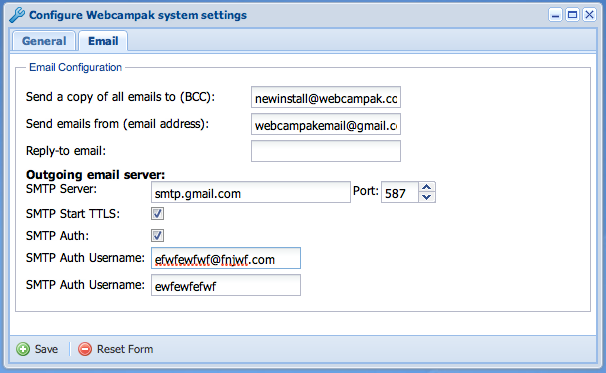 Configure Webcampak system settings
General Email
Email Configuration
Send a copy of all emails to (BCC): newinstall@webcampak.co
Send emails from (email address): webcampakemail@gmail.c
Reply-to email:
Outgoing email server:
SMTP Server: smtp.gmail.com Port: 587
SMTP Start TTLS:
SMTP Auth:
SMTP Auth Username: efwfewfwf@fnjwf.com
SMTP Auth Username: ewfewfefwf
Save Reset Form